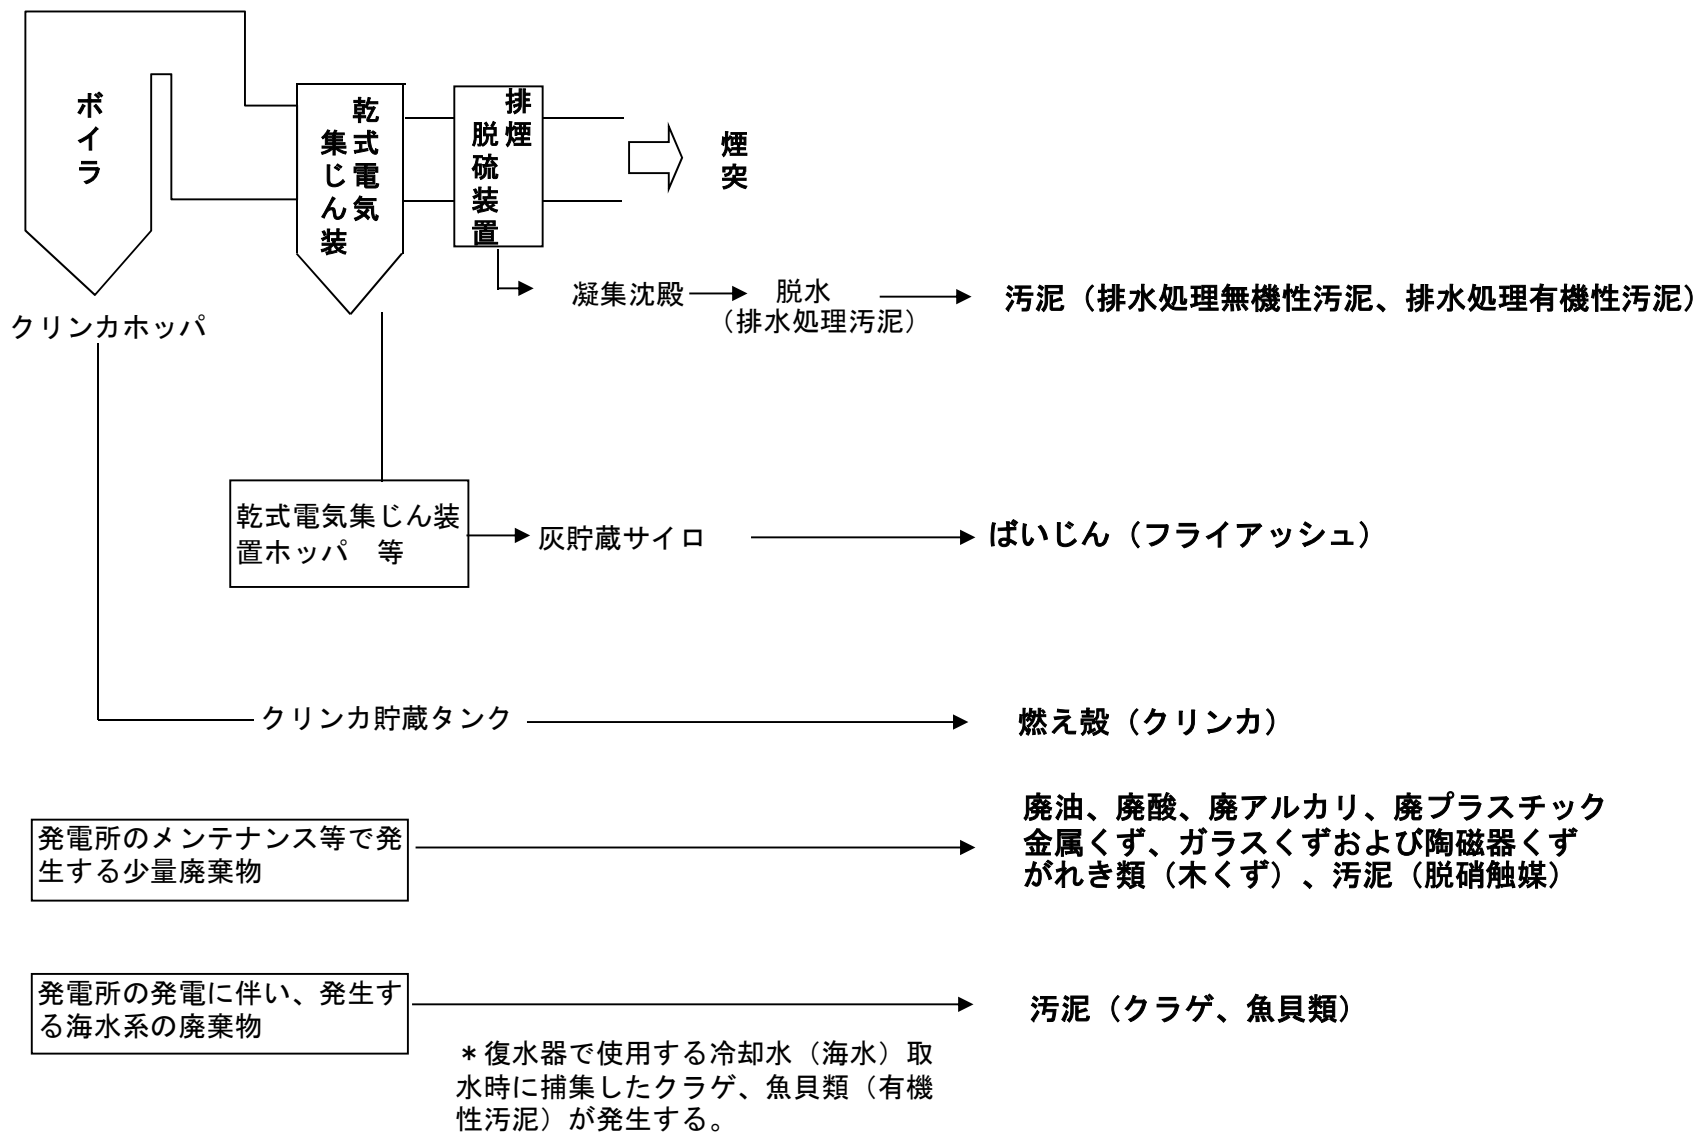 ボイラ
乾式電気
集じん装
排煙
脱硫装置
煙突
凝集沈殿
脱水
（排水処理汚泥）
汚泥（排水処理無機性汚泥、排水処理有機性汚泥）
クリンカホッパ
乾式電気集じん装
置ホッパ　等
灰貯蔵サイロ
ばいじん（フライアッシュ）
クリンカ貯蔵タンク
燃え殻（クリンカ）
発電所のメンテナンス等で発
生する少量廃棄物
廃油、廃酸、廃アルカリ、廃プラスチック
金属くず、ガラスくずおよび陶磁器くず
がれき類（木くず）、汚泥（脱硝触媒）
発電所の発電に伴い、発生す
る海水系の廃棄物
汚泥（クラゲ、魚貝類）
＊復水器で使用する冷却水（海水）取
水時に捕集したクラゲ、魚貝類（有機
性汚泥）が発生する。